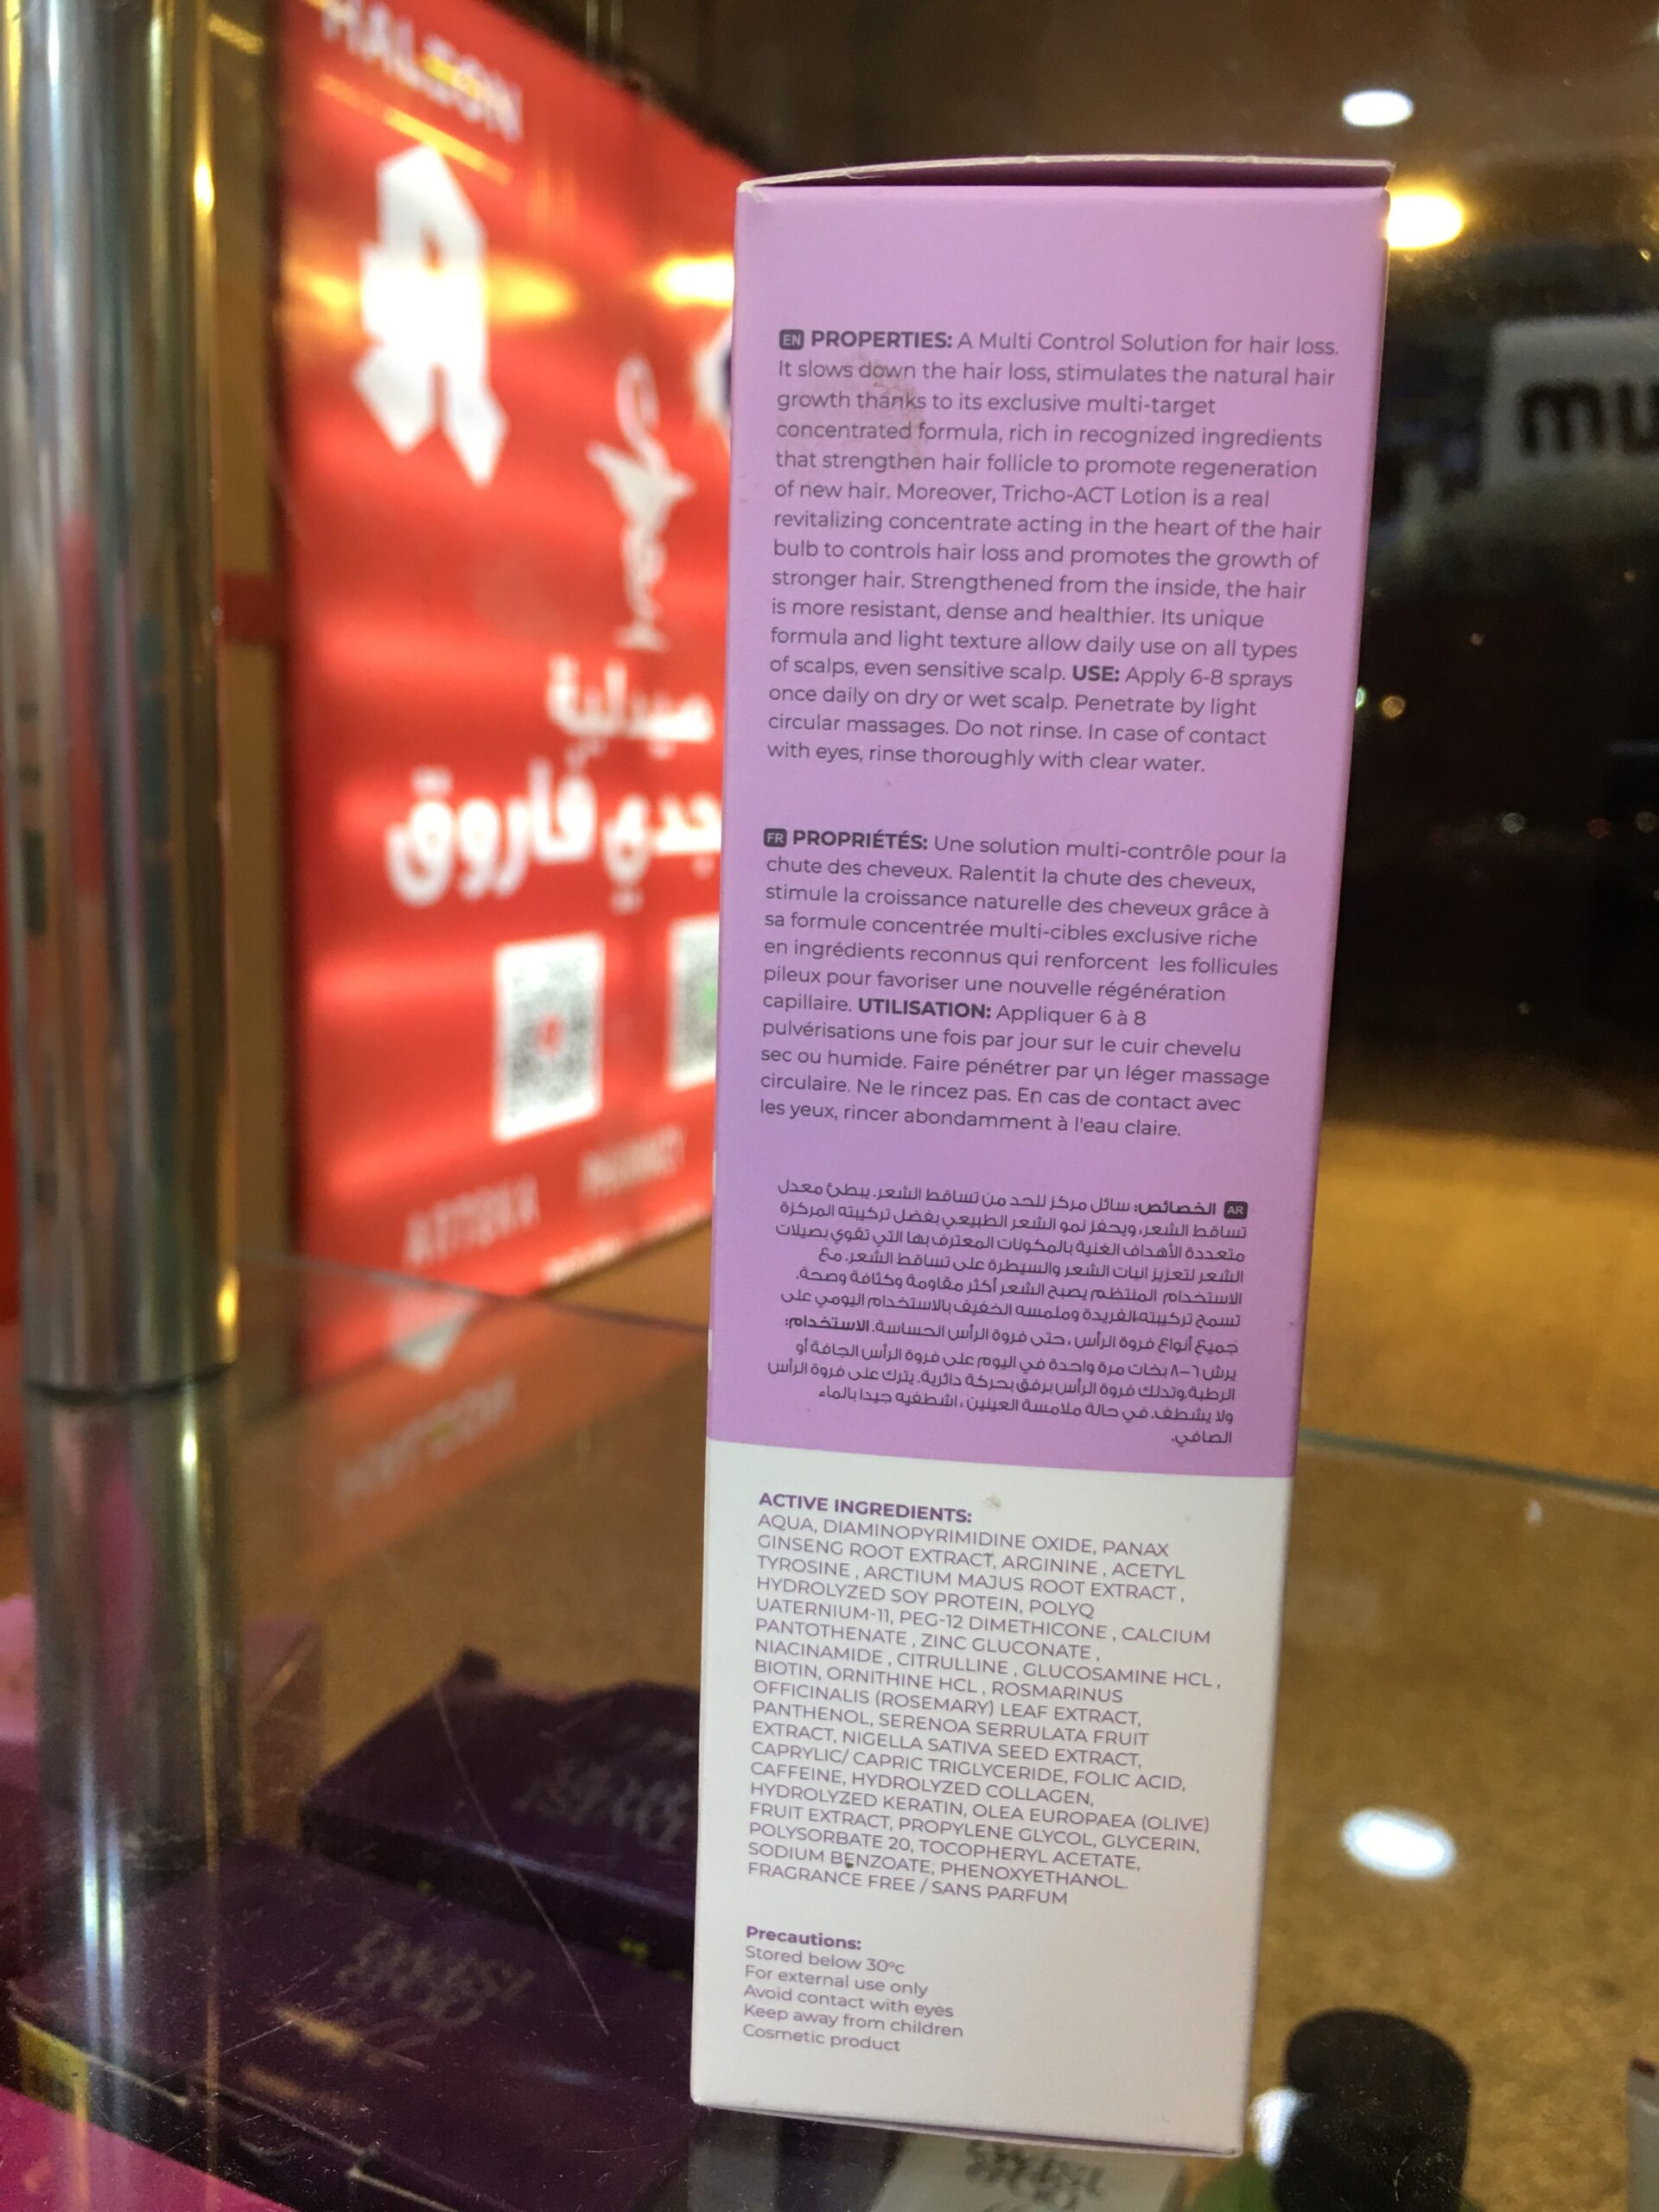 HALEON
صيدلية
مجدي فاروق
mu
EN PROPERTIES: A Multi Control Solution for hair loss.
It slows down the hair loss, stimulates the natural hair
growth thanks to its exclusive multi-target
concentrated formula, rich in recognized ingredients
that strengthen hair follicle to promote regeneration
of new hair. Moreover, Tricho-ACT Lotion is a real
revitalizing concentrate acting in the heart of the hair
bulb to controls hair loss and promotes the growth of
stronger hair. Strengthened from the inside, the hair
is more resistant, dense and healthier. Its unique
formula and light texture allow daily use on all types
of scalps, even sensitive scalp. USE: Apply 6-8 sprays
once daily on dry or wet scalp. Penetrate by light
circular massages. Do not rinse. In case of contact
with eyes, rinse thoroughly with clear water.
FR PROPRIÉTÉS: Une solution multi-contrôle pour la
chute des cheveux. Ralentit la chute des cheveux,
stimule la croissance naturelle des cheveux grâce à
sa formule concentrée multi-cibles exclusive riche
en ingrédients reconnus qui renforcent les follicules
pileux pour favoriser une nouvelle régénération
capillaire. UTILISATION: Appliquer 6 à 8
pulvérisations une fois par jour sur le cuir chevelu
sec ou humide. Faire pénétrer par un léger massage
circulaire. Ne le rincez pas. En cas de contact avec
les yeux, rincer abondamment à l'eau claire.
AR الخصائص: سائل مركز للحد من تساقط الشعر. يبطئ معدل
تساقط الشعر، ويحفز نمو الشعر الطبيعي بفضل تركيبته المركزة
متعددة الأهداف الغنية بالمكونات المعترف بها التي تقوي بصيلات
الشعر لتعزيز انبات الشعر والسيطرة على تساقط الشعر. مع
الاستخدام المنتظم يصبح الشعر أكثر مقاومة وكثافة وصحة.
تسمح تركيبته الفريدة وملمسه الخفيف بالاستخدام اليومي على
جميع أنواع فروة الرأس ، حتى فروة الرأس الحساسة. الاستخدام:
يرش ٦-٨ بخات مرة واحدة في اليوم على فروة الرأس الجافة أو
الرطبة.وتدلك فروة الرأس برفق بحركة دائرية. يترك على فروة الرأس
ولا يشطف. في حالة ملامسة العينين ، اشطفيه جيدا بالماء
الصافي.
ACTIVE INGREDIENTS:
AQUA, DIAMINOPYRIMIDINE OXIDE, PANAX
GINSENG ROOT EXTRACT, ARGININE , ACETYL
TYROSINE , ARCTIUM MAJUS ROOT EXTRACT ,
HYDROLYZED SOY PROTEIN, POLYQ
UATERNIUM-11, PEG-12 DIMETHICONE , CALCIUM
PANTOTHENATE , ZINC GLUCONATE ,
NIACINAMIDE , CITRULLINE , GLUCOSAMINE HCL ,
BIOTIN, ORNITHINE HCL , ROSMARINUS
OFFICINALIS (ROSEMARY) LEAF EXTRACT,
PANTHENOL, SERENOA SERRULATA FRUIT
EXTRACT, NIGELLA SATIVA SEED EXTRACT,
CAPRYLIC/ CAPRIC TRIGLYCERIDE, FOLIC ACID,
CAFFEINE, HYDROLYZED COLLAGEN,
HYDROLYZED KERATIN, OLEA EUROPAEA (OLIVE)
FRUIT EXTRACT, PROPYLENE GLYCOL, GLYCERIN,
POLYSORBATE 20, TOCOPHERYL ACETATE,
SODIUM BENZOATE, PHENOXYETHANOL.
FRAGRANCE FREE / SANS PARFUM
Precautions:
Stored below 30ºc
For external use only
Avoid contact with eyes
Keep away from children
Cosmetic product